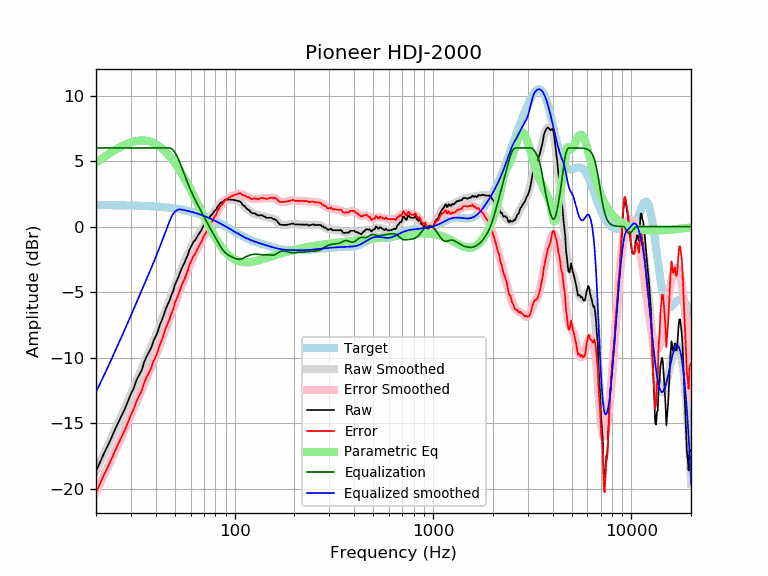 Pioneer HDJ-2000
Amplitude (dBr)
10
5
0
−5
−10
−15
−20
Target
Raw Smoothed
Error Smoothed
Raw
Error
Parametric Eq
Equalization
Equalized smoothed
100
1000
10000
Frequency (Hz)